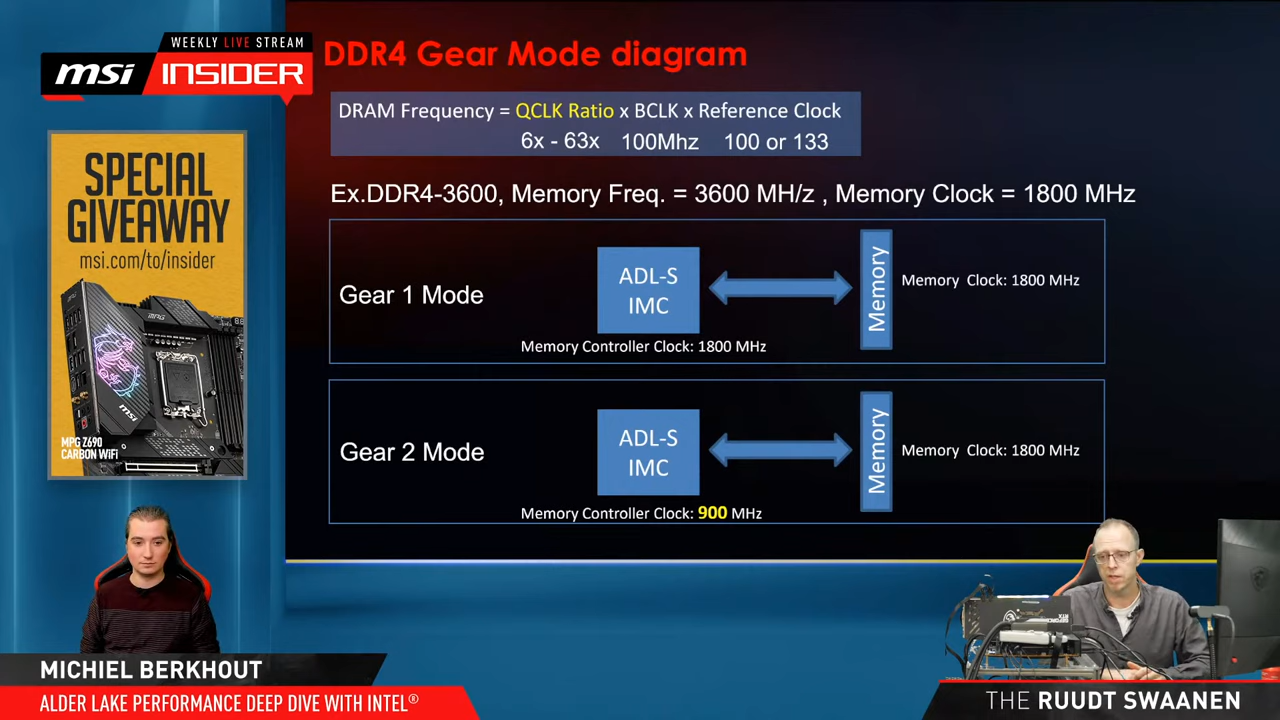 WEEKLY LIVE STREAM
msi INSIDER
DDR4 Gear Mode diagram
DRAM Frequency = QCLK Ratio x BCLK x Reference Clock
6x - 63x 100Mhz 100 or 133
Ex.DDR4-3600, Memory Freq. = 3600 MH/z , Memory Clock = 1800 MHz
SPECIAL
GIVEAWAY
msi.com/to/insider
MPG
msi
MPG Z690
CARBON WiFi
Gear 1 Mode
ADL-S
IMC
Memory
Memory Clock: 1800 MHz
Memory Controller Clock: 1800 MHz
Gear 2 Mode
ADL-S
IMC
Memory
Memory Clock: 1800 MHz
Memory Controller Clock: 900 MHz
MICHIEL BERKHOUT
ALDER LAKE PERFORMANCE DEEP DIVE WITH INTEL®
THE RUUDT SWAANEN